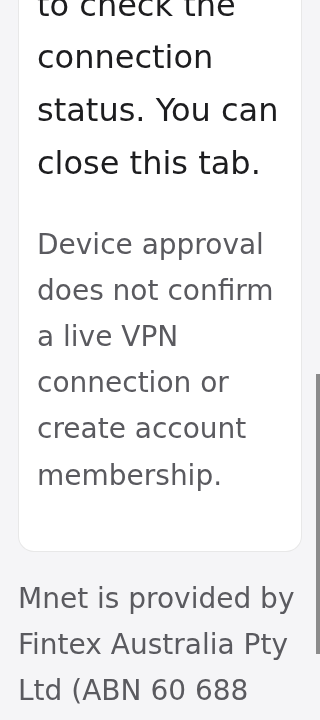 to check the
connection
status. You can
close this tab.
Device approval
does not confirm
a live VPN
connection or
create account
membership.
Mnet is provided by
Fintex Australia Pty
Ltd (ABN 60 688